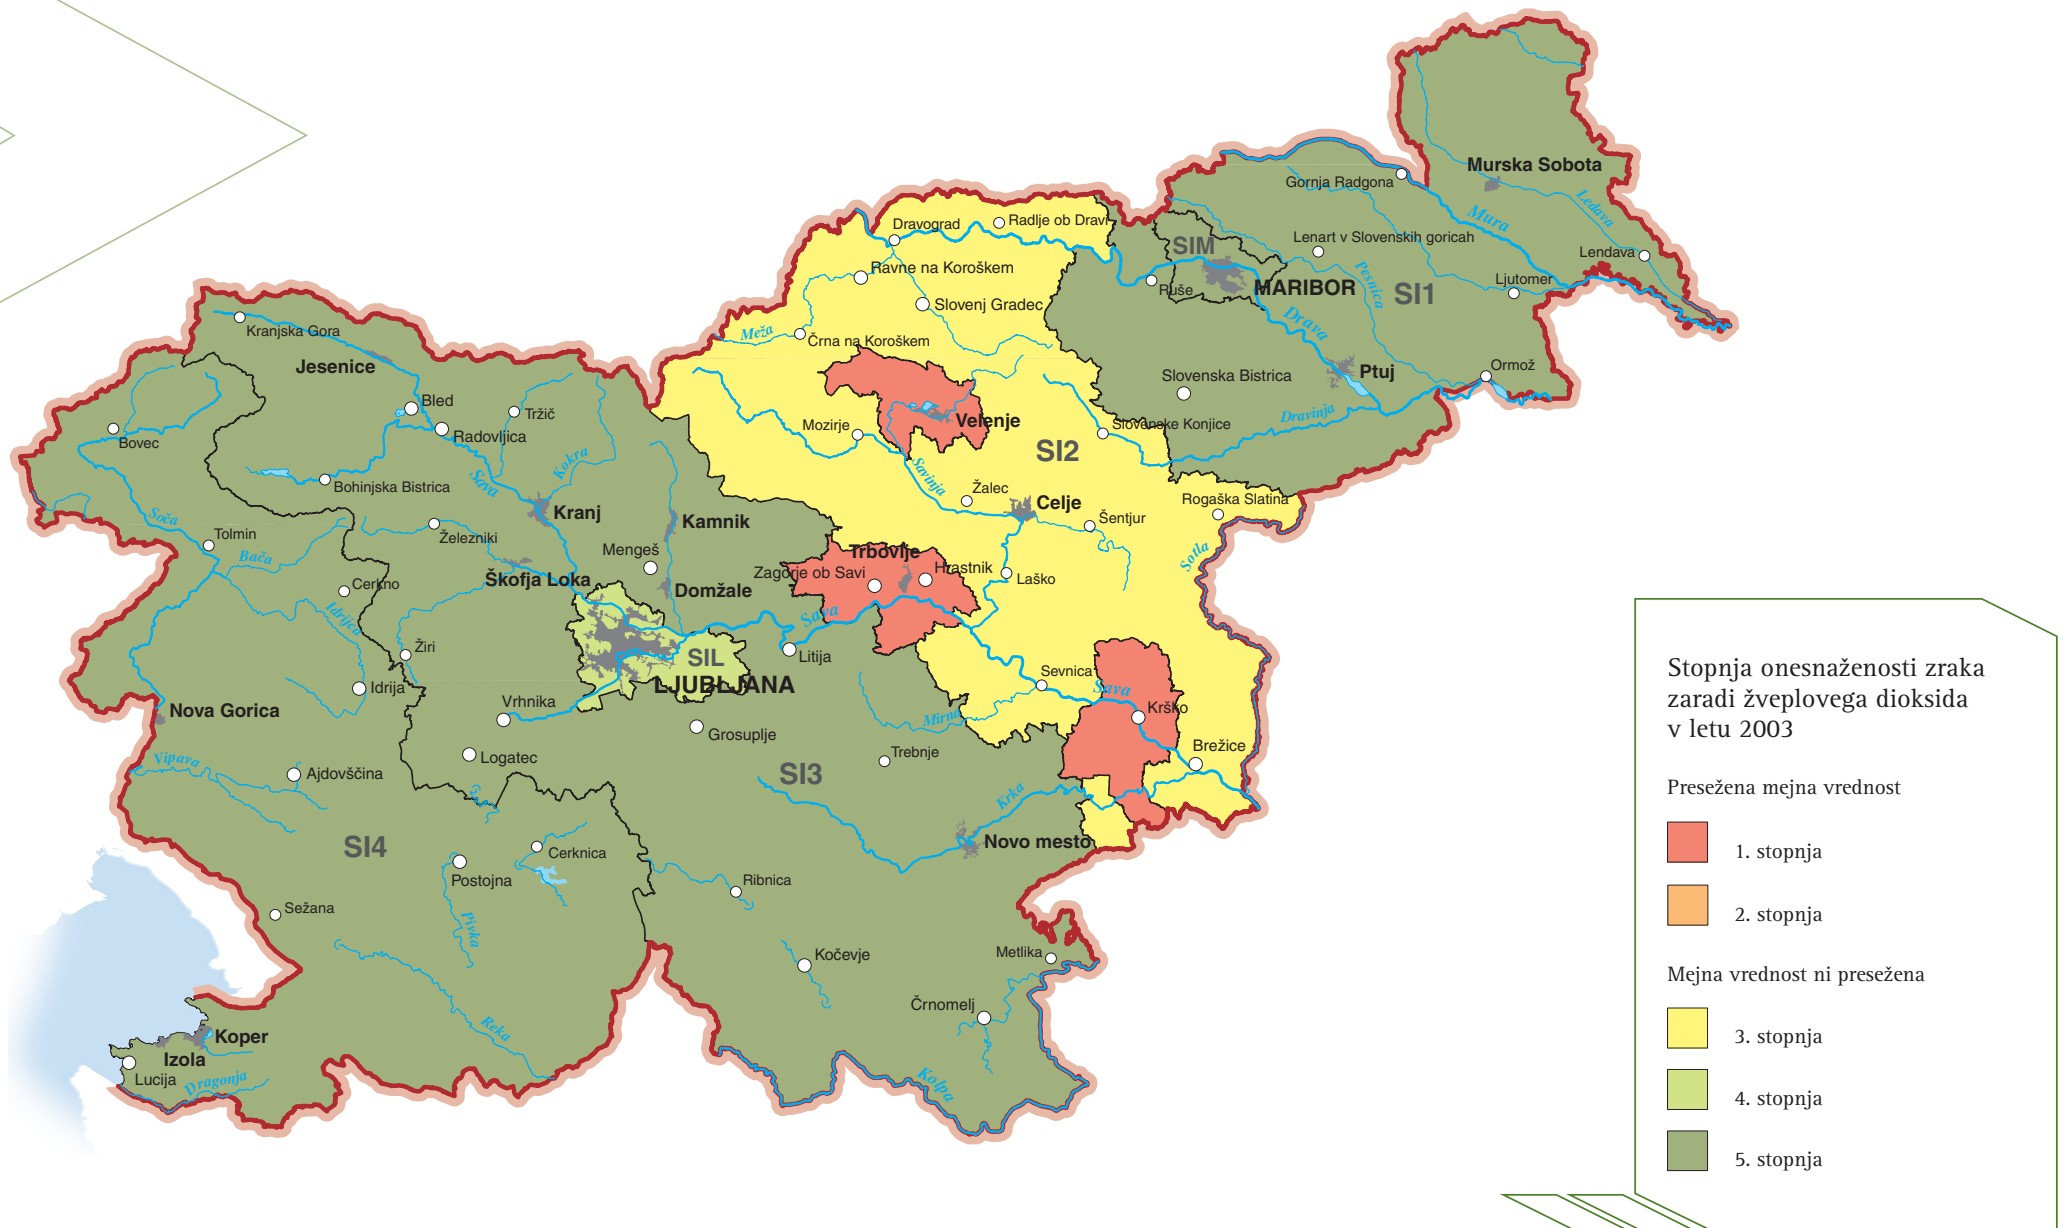 Murska Sobota
Gornja Radgona
Mura
Ledava
Radlje ob Dravi
Dravograd
SIM
Lenart v Slovenskih goricah
Lendava
Ravne na Koroškem
Pesnica
Ljutomer
Ruše
MARIBOR
SI1
Slovenj Gradec
Drava
Kranjska Gora
Meža
Črna na Koroškem
Jesenice
Ormož
Slovenska Bistrica
Ptuj
Bled
Tržič
Dravinja
Velenje
Mozirje
Slovenske Konjice
Bovec
Radovljica
SI2
Kokra
Savinja
Sava
Bohinjska Bistrica
Žalec
Rogaška Slatina
Celje
Kranj
Kamnik
Šentjur
Soča
Tolmin
Železniki
Mengeš
Trbovlje
Sotla
Bača
Zagorje ob Savi
Hrastnik
Škofja Loka
Laško
Cerkno
Domžale
Idrijca
Sava
Žiri
SIL
Litija
Sevnica
Idrija
LJUBLJANA
Sava
Vrhnika
Krško
Nova Gorica
Mirna
Grosuplje
Brežice
Logatec
Trebnje
Vipava
Ajdovščina
SI3
Krka
SI4
Novo mesto
Cerknica
Postojna
Ribnica
Sežana
Pivka
Kočevje
Metlika
Črnomelj
Reka
Koper
Izola
Lucija
Dragonja
Kolpa
Stopnja onesnaženosti zraka
zaradi žveplovega dioksida
v letu 2003
Presežena mejna vrednost
1. stopnja
2. stopnja
Mejna vrednost ni presežena
3. stopnja
4. stopnja
5. stopnja